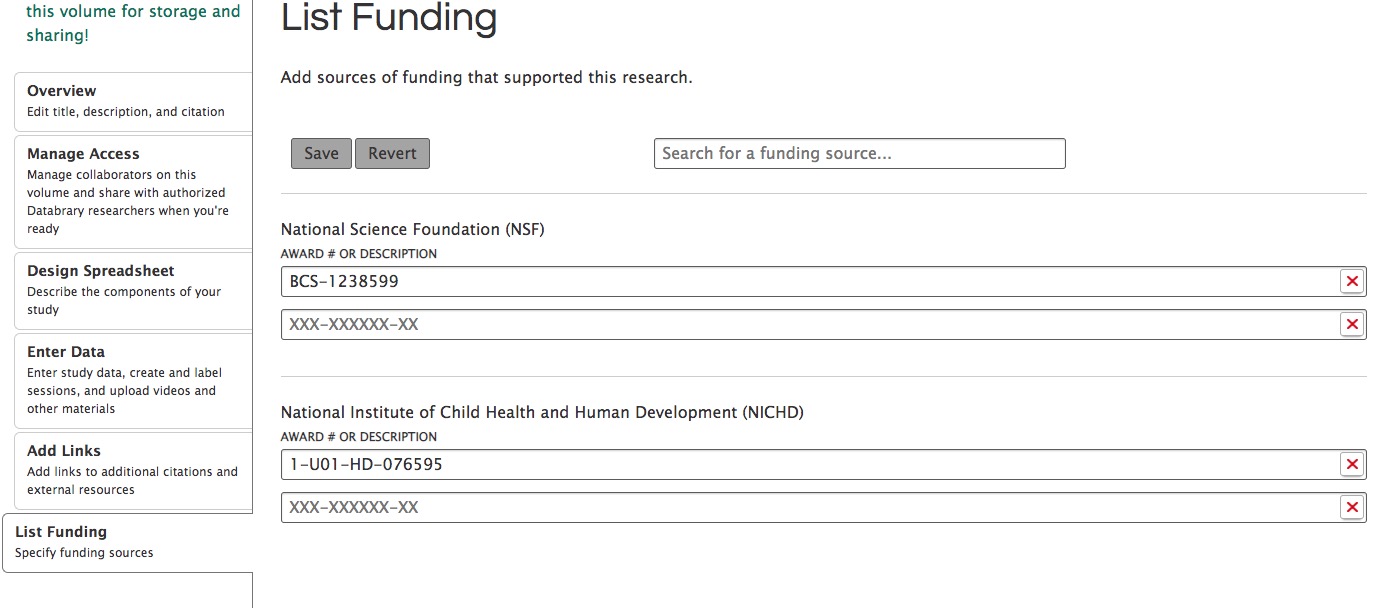 this volume for storage and
sharing!
Overview
Edit title, description, and citation
Manage Access
Manage collaborators on this
volume and share with authorized
Databrary researchers when you're
ready
Design Spreadsheet
Describe the components of your
study
Enter Data
Enter study data, create and label
sessions, and upload videos and
other materials
Add Links
Add links to additional citations and
external resources
List Funding
Specify funding sources
List Funding
Add sources of funding that supported this research.
Save Revert Search for a funding source...
National Science Foundation (NSF)
AWARD # OR DESCRIPTION
BCS-1238599
XXX-XXXXXX-XX
National Institute of Child Health and Human Development (NICHD)
AWARD # OR DESCRIPTION
1-U01-HD-076595
XXX-XXXXXX-XX